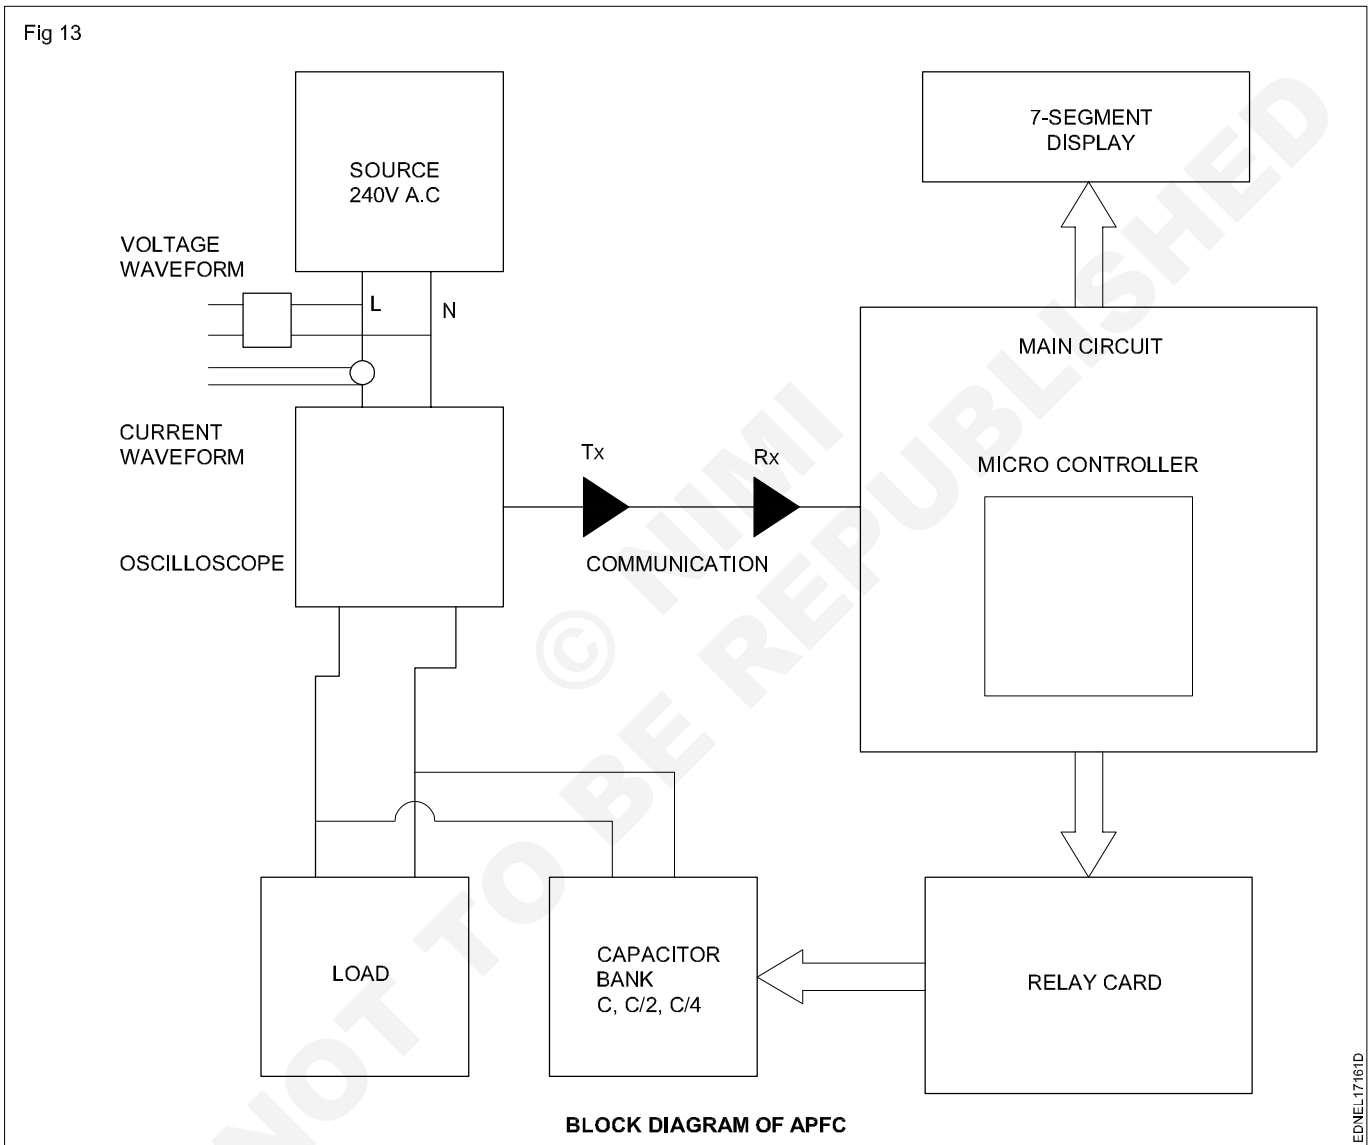 Fig 13
SOURCE
240V A.C
7-SEGMENT
DISPLAY
VOLTAGE
WAVEFORM
L
N
MAIN CIRCUIT
CURRENT
WAVEFORM
Tx
Rx
MICRO CONTROLLER
OSCILLOSCOPE
COMMUNICATION
LOAD
CAPACITOR
BANK
C, C/2, C/4
RELAY CARD
BLOCK DIAGRAM OF APFC
EDNEL17161D
© NIMI
NOT TO BE REPUBLISHED